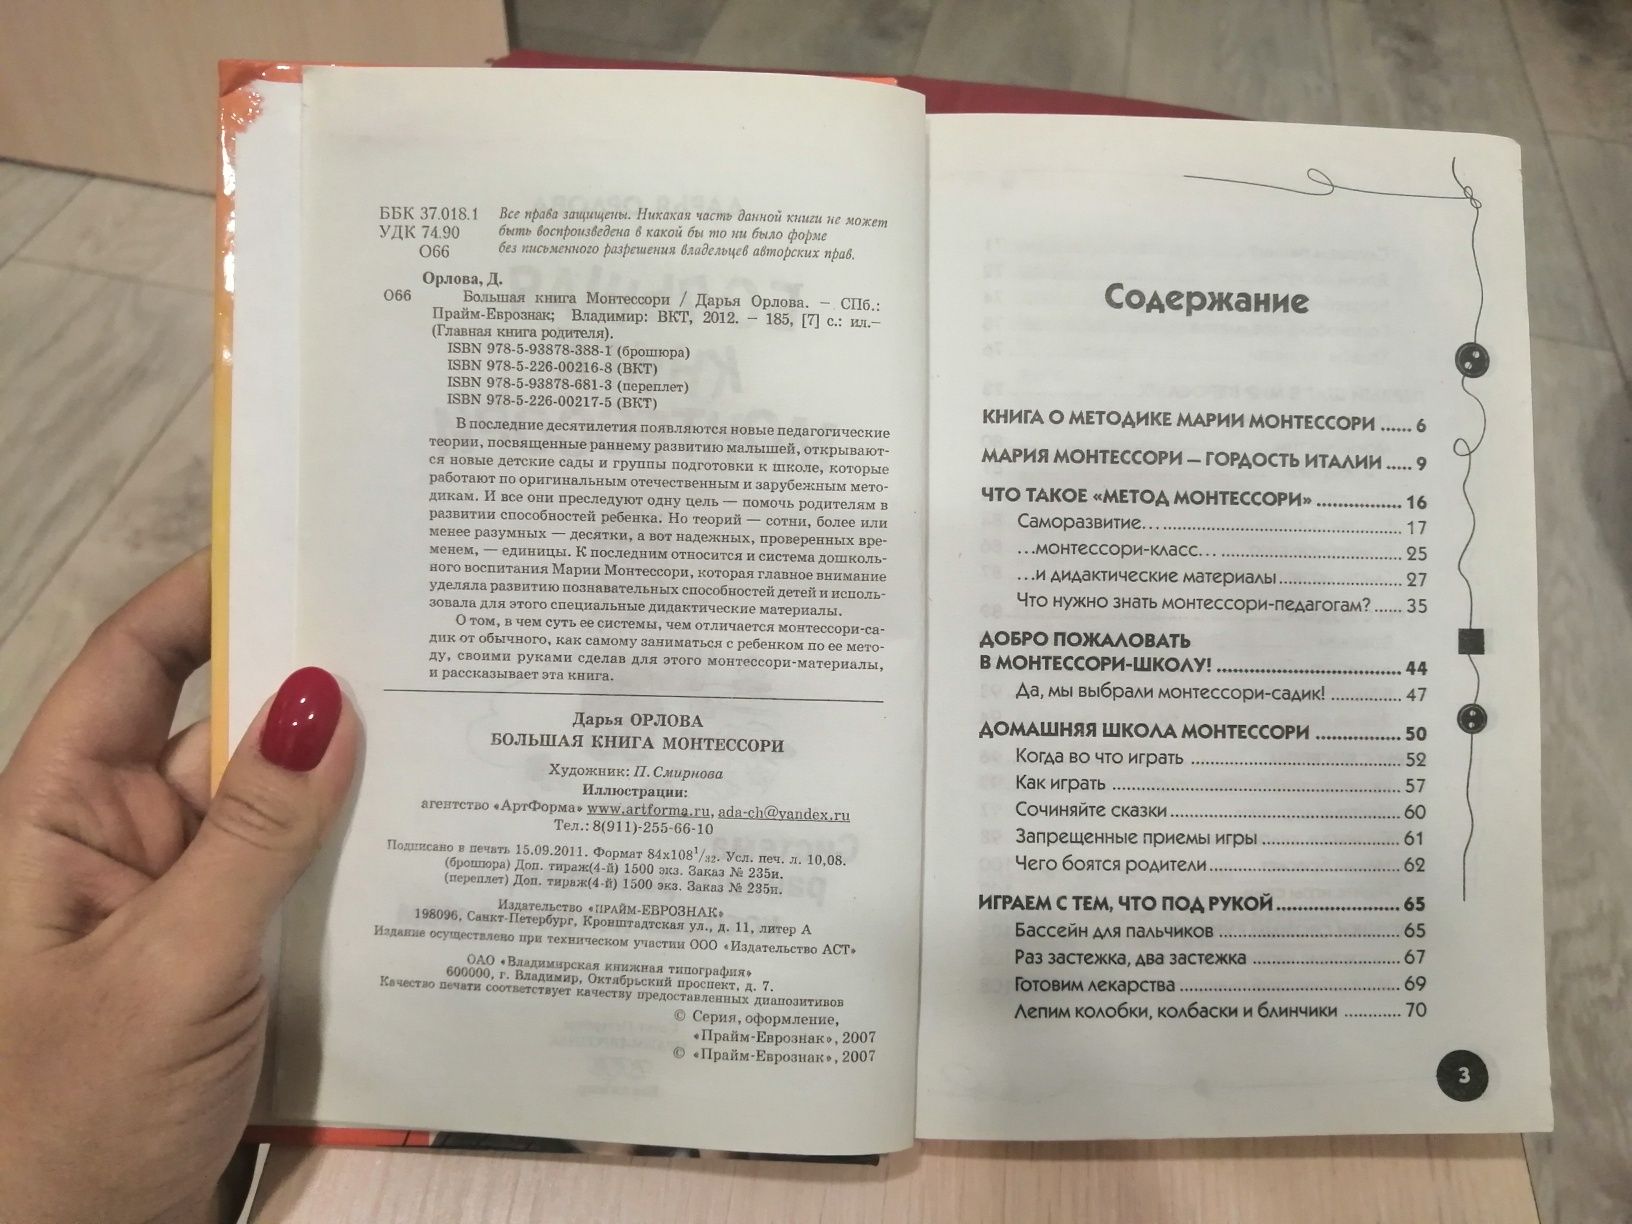 ББК 37.018.1
УДК 74.90
О66
Все права защищены. Никакая часть данной книги не может
быть воспроизведена в какой бы то ни было форме
без письменного разрешения владельцев авторских прав.
Орлова, Д.
О66 Большая книга Монтессори / Дарья Орлова. — СПб.:
Прайм-Еврознак; Владимир: ВКТ, 2012. — 185, [7] с.: ил.—
(Главная книга родителя).
ISBN 978-5-93878-388-1 (брошюра)
ISBN 978-5-226-00216-8 (ВКТ)
ISBN 978-5-93878-681-3 (переплет)
ISBN 978-5-226-00217-5 (ВКТ)
В последние десятилетия появляются новые педагогические
теории, посвященные раннему развитию малышей, открывают-
ся новые детские сады и группы подготовки к школе, которые
работают по оригинальным отечественным и зарубежным мето-
дикам. И все они преследуют одну цель — помочь родителям в
развитии способностей ребенка. Но теорий — сотни, более или
менее разумных — десятки, а вот надежных, проверенных вре-
менем, — единицы. К последним относится и система дошколь-
ного воспитания Марии Монтессори, которая главное внимание
уделяла развитию познавательных способностей детей и исполь-
зовала для этого специальные дидактические материалы.
О том, в чем суть ее системы, чем отличается монтессори-са-
дик от обычного, как самому заниматься с ребенком по ее мето-
ду, своими руками сделав для этого монтессори-материалы,
и рассказывает эта книга.
Дарья ОРЛОВА
БОЛЬШАЯ КНИГА МОНТЕССОРИ
Художник: П. Смирнова
Иллюстрации:
агентство «АртФорма» www.artforma.ru, ada-ch@yandex.ru
Тел.: 8(911)-255-66-10
Подписано в печать 15.09.2011. Формат 84х108 1/32. Усл. печ. л. 10,08.
(брошюра) Доп. тираж(4-й) 1500 экз. Заказ № 235и.
(переплет) Доп. тираж(4-й) 1500 экз. Заказ № 235и.
Издательство «ПРАЙМ-ЕВРОЗНАК»
198096, Санкт-Петербург, Кронштадтская ул., д. 11, литер А
Издание осуществлено при техническом участии ООО «Издательство АСТ»
ОАО «Владимирская книжная типография»
600000, г. Владимир, Октябрьский проспект, д. 7.
Качество печати соответствует качеству предоставленных диапозитивов
© Серия, оформление,
«Прайм-Еврознак», 2007
© «Прайм-Еврознак», 2007
Содержание
КНИГА О МЕТОДИКЕ МАРИИ МОНТЕССОРИ ...... 6
МАРИЯ МОНТЕССОРИ — ГОРДОСТЬ ИТАЛИИ ..... 9
ЧТО ТАКОЕ «МЕТОД МОНТЕССОРИ» ................. 16
Саморазвитие... ................. 17
...монтессори-класс... ................. 25
...и дидактические материалы ................. 27
Что нужно знать монтессори-педагогам? ...... 35
ДОБРО ПОЖАЛОВАТЬ
В МОНТЕССОРИ-ШКОЛУ! ................. 44
Да, мы выбрали монтессори-садик! ............ 47
ДОМАШНЯЯ ШКОЛА МОНТЕССОРИ ............... 50
Когда во что играть ................. 52
Как играть ................. 57
Сочиняйте сказки ................. 60
Запрещенные приемы игры ................. 61
Чего боятся родители ................. 62
ИГРАЕМ С ТЕМ, ЧТО ПОД РУКОЙ ................. 65
Бассейн для пальчиков ................. 65
Раз застежка, два застежка ................. 67
Готовим лекарства ................. 69
Лепим колобки, колбаски и блинчики ........... 70
3